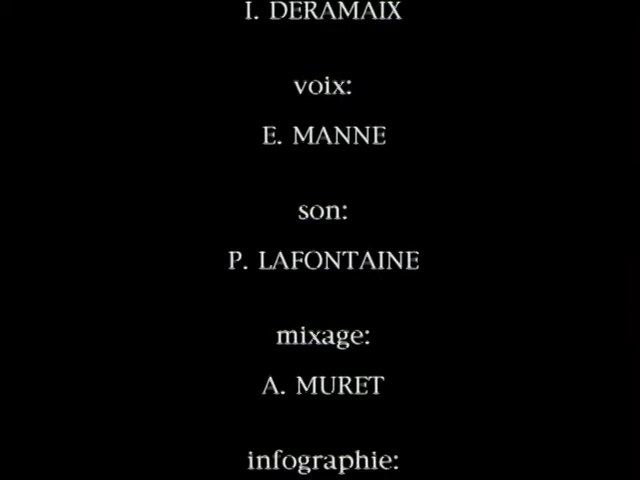 I. DERAMAIX
voix:
E. MANNE
son:
P. LAFONTAINE
mixage:
A. MURET
infographie: